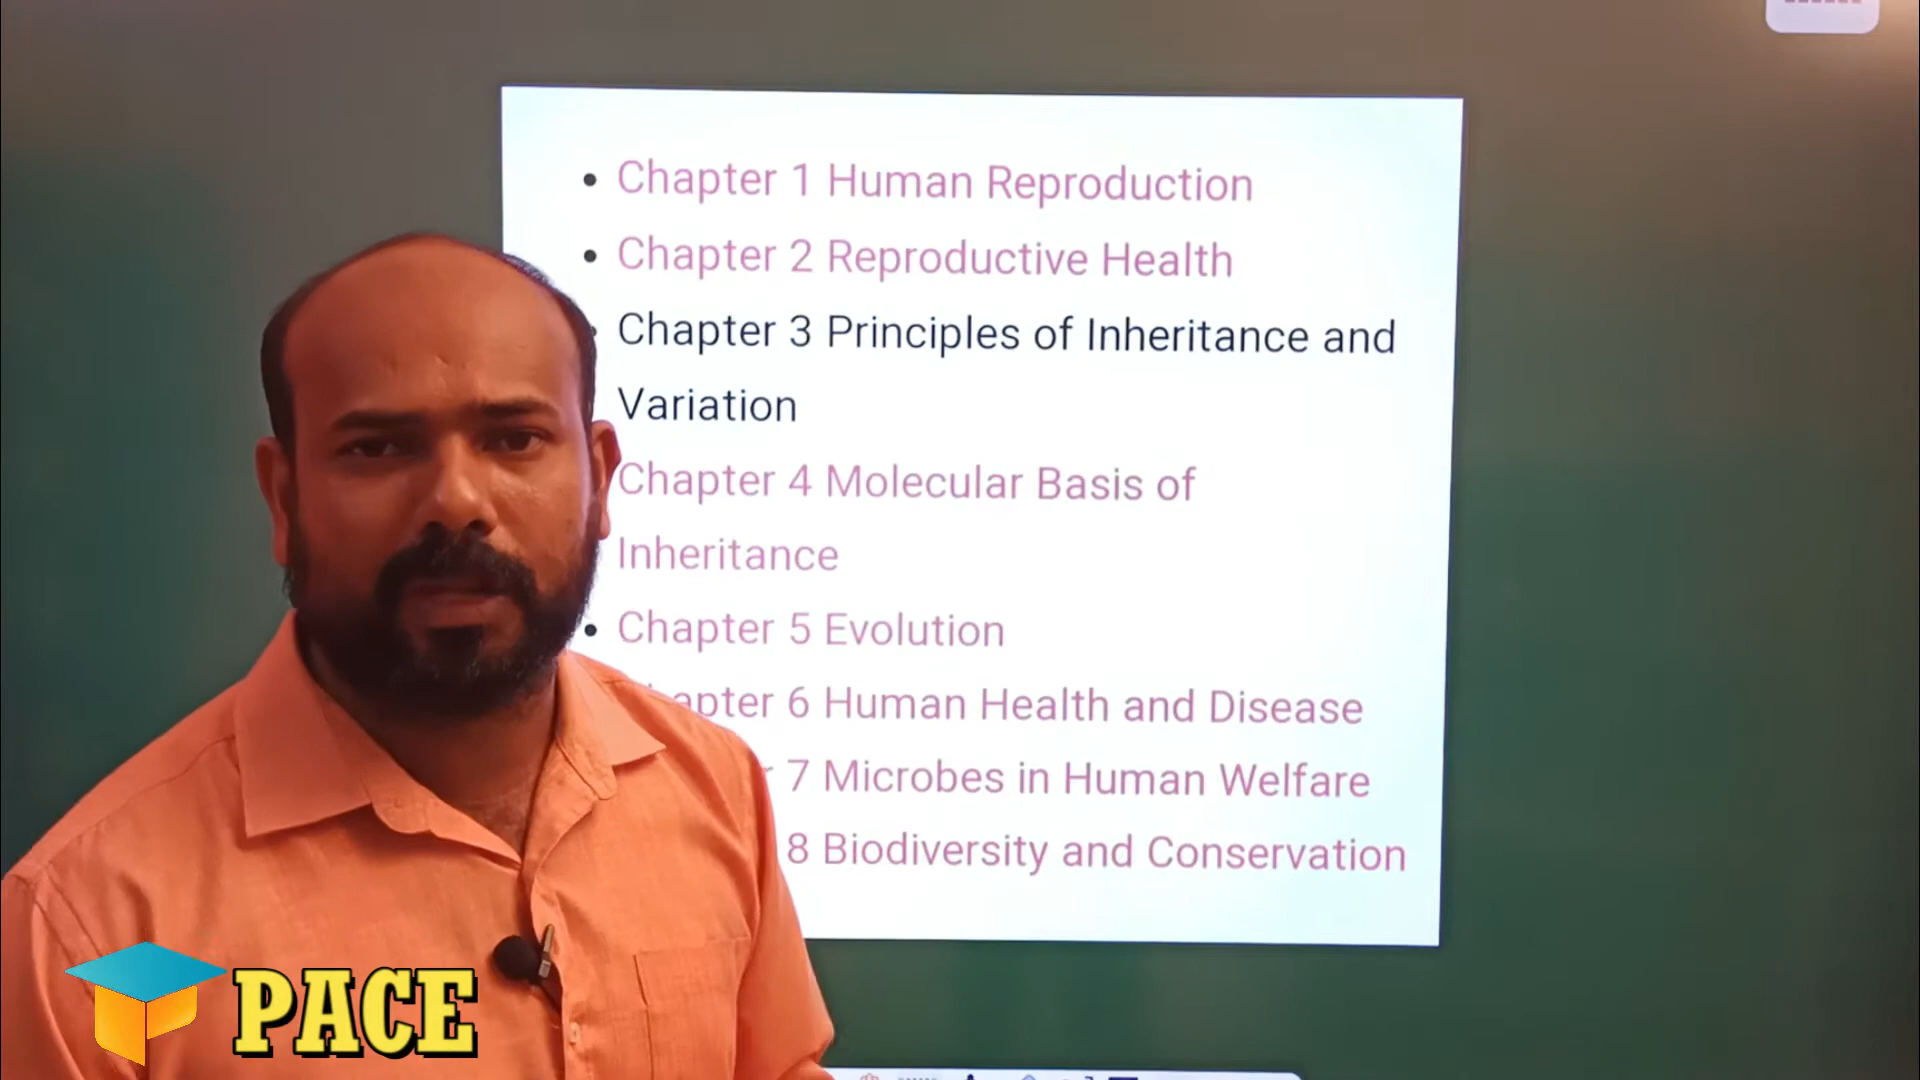 Chapter 1 Human Reproduction
Chapter 2 Reproductive Health
Chapter 3 Principles of Inheritance and
Variation
Chapter 4 Molecular Basis of
Inheritance
Chapter 5 Evolution
6 Human Health and Disease
7 Microbes in Human Welfare
8 Biodiversity and Conservation
PACE